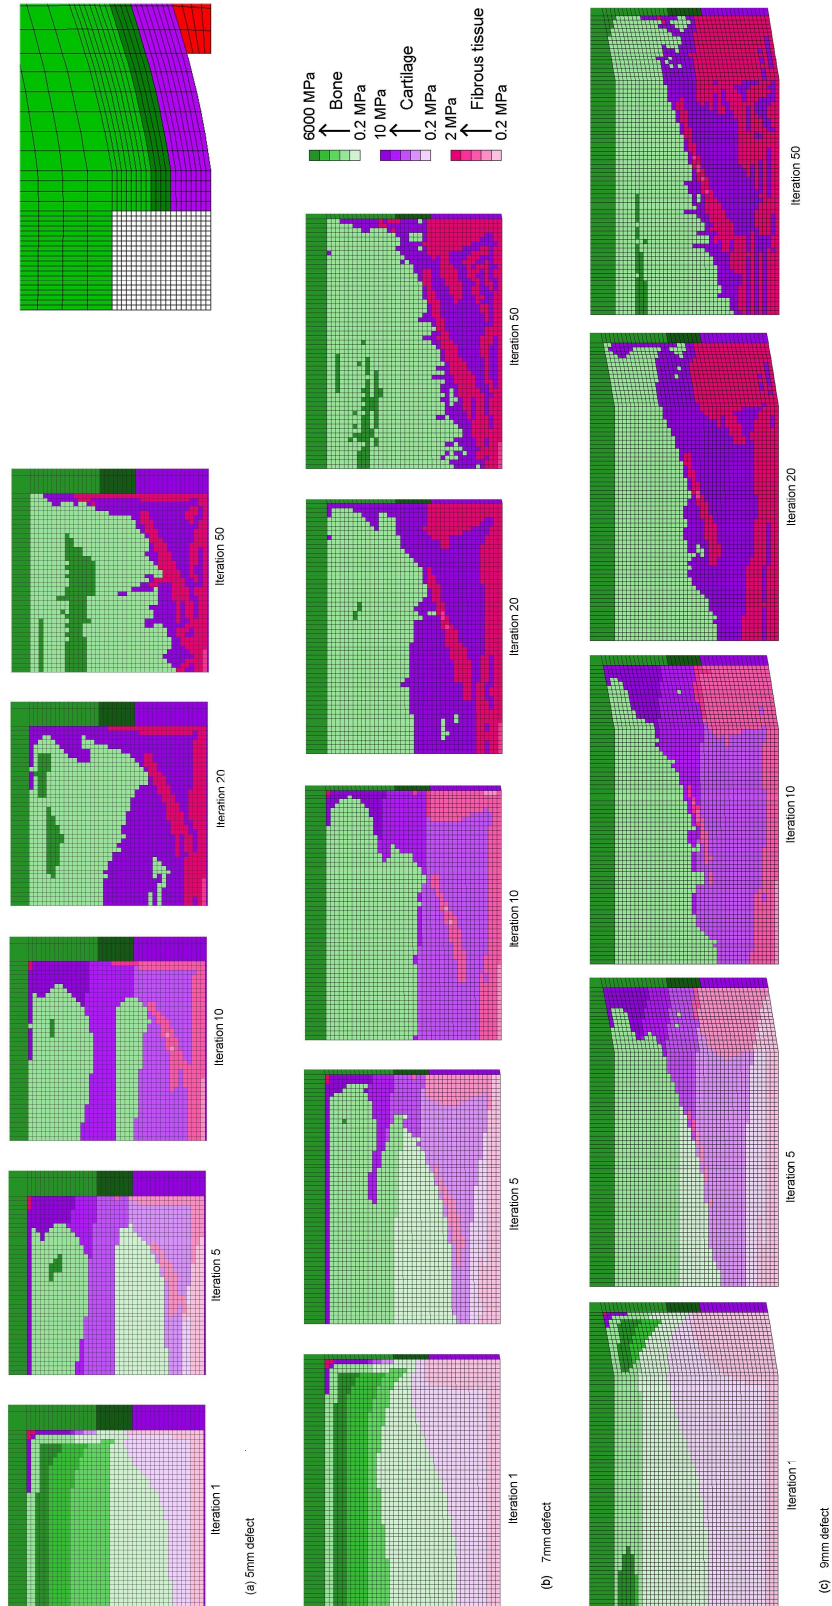 Iteration 1
Iteration 5
Iteration 10
Iteration 20
Iteration 50
(a) 5mm defect
6000 MPa
Bone
0.2 MPa
10 MPa
Cartilage
0.2 MPa
2 MPa
Fibrous tissue
0.2 MPa
Iteration 1
Iteration 5
Iteration 10
Iteration 20
Iteration 50
(b) 7mm defect
Iteration 1
Iteration 5
Iteration 10
Iteration 20
Iteration 50
(c) 9mm defect